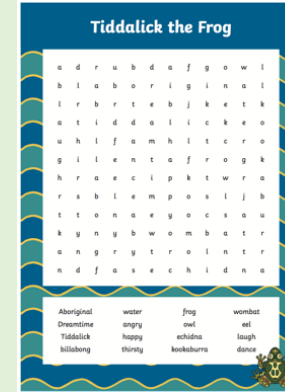 Tiddalick the Frog
a d r u b d a f g o w l
b l a b o r i g i n a l
l r b r t e b j k e t k
a t i d d a l i c k e o
u h l f a m h l t c r o
g i l e n t a f r o g k
h r a e c i p k t w r a
r s b l e m p o s l j b
t t o n a e y o c s a u
k y n y b w o m b a t r
a n g r y t r o l n t r
n d f a s e c h i d n a
Aboriginal water frog wombat
Dreamtime angry owl eel
Tiddalick happy echidna laugh
billabong thirsty kookaburra dance